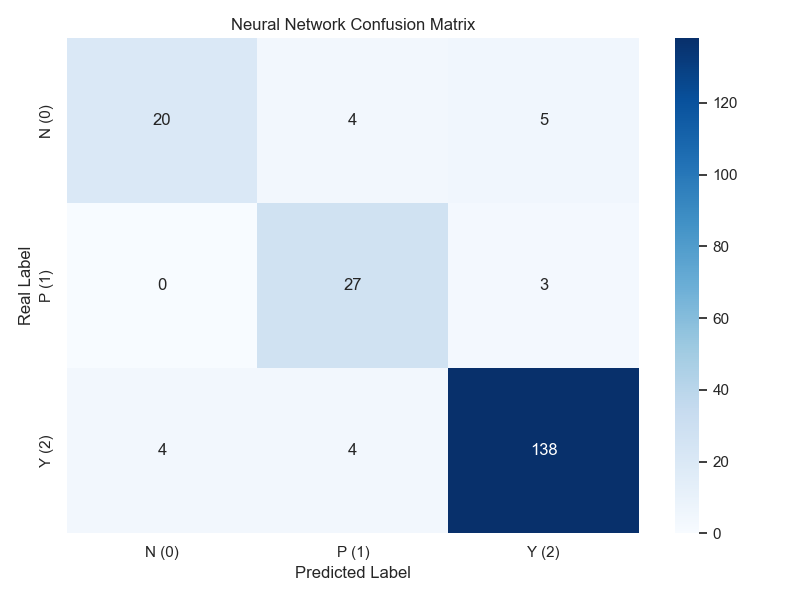 Neural Network Confusion Matrix
Real Label
N (0)
20 4 5
P (1)
0 27 3
Y (2)
4 4 138
N (0) P (1) Y (2)
Predicted Label
120
100
80
60
40
20
0